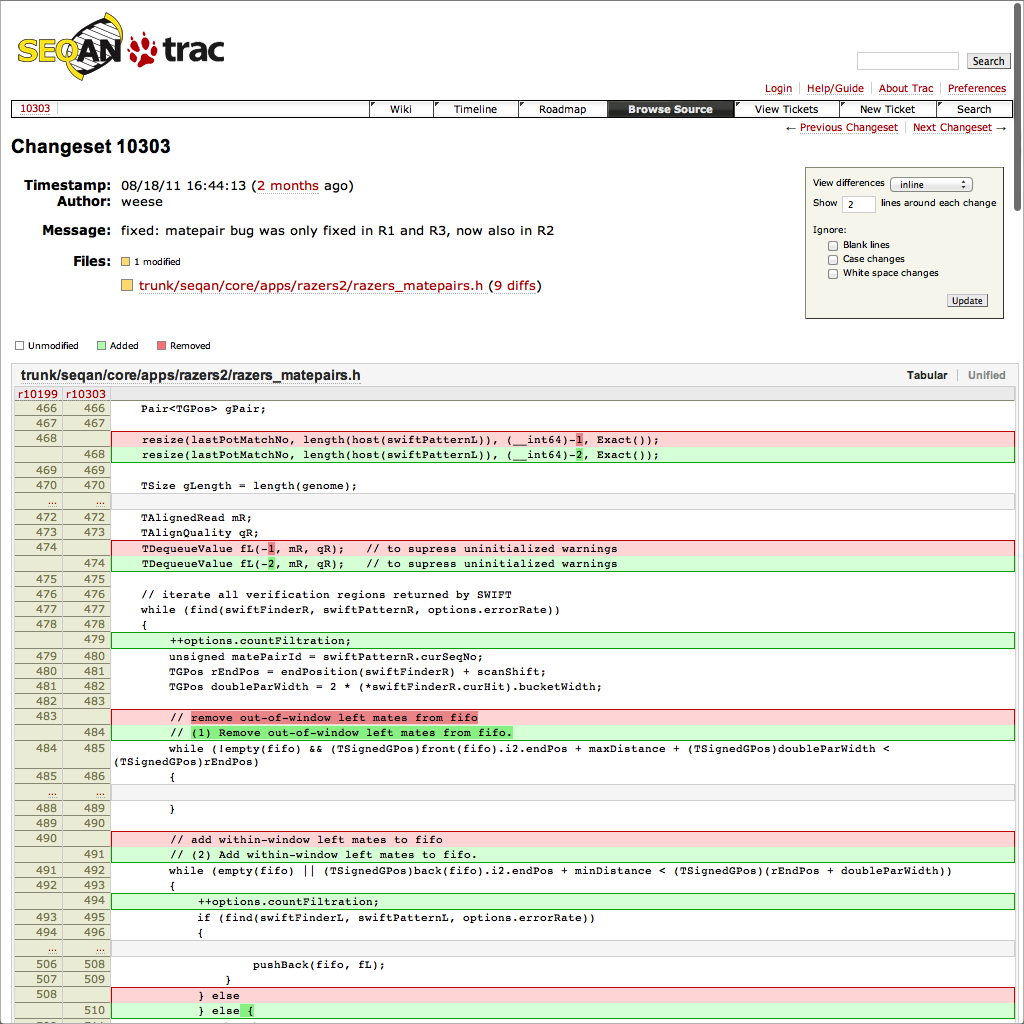 SEQAN trac
Search
Login Help/Guide About Trac Preferences
10303 Wiki Timeline Roadmap Browse Source View Tickets New Ticket Search
← Previous Changeset Next Changeset →
Changeset 10303
Timestamp: 08/18/11 16:44:13 (2 months ago)
Author: weese
Message: fixed: matepair bug was only fixed in R1 and R3, now also in R2
Files: 1 modified
trunk/seqan/core/apps/razers2/razers_matepairs.h (9 diffs)
View differences inline
Show 2 lines around each change
Ignore:
Blank lines
Case changes
White space changes
Update
Unmodified Added Removed
trunk/seqan/core/apps/razers2/razers_matepairs.h Tabular Unified
r10199 r10303
466 466 Pair<TGPos> gPair;
467 467
468 resize(lastPotMatchNo, length(host(swiftPatternL)), (__int64)-1, Exact());
468 resize(lastPotMatchNo, length(host(swiftPatternL)), (__int64)-2, Exact());
469 469
470 470 TSize gLength = length(genome);
... ...
472 472 TAlignedRead mR;
473 473 TAlignQuality qR;
474 TDequeueValue fL(-1, mR, qR); // to supress uninitialized warnings
474 TDequeueValue fL(-2, mR, qR); // to supress uninitialized warnings
475 475
476 476 // iterate all verification regions returned by SWIFT
477 477 while (find(swiftFinderR, swiftPatternR, options.errorRate))
478 478 {
479 ++options.countFiltration;
479 480 unsigned matePairId = swiftPatternR.curSeqNo;
480 481 TGPos rEndPos = endPosition(swiftFinderR) + scanShift;
481 482 TGPos doubleParWidth = 2 * (*swiftFinderR.curHit).bucketWidth;
482 483
483 // remove out-of-window left mates from fifo
484 // (1) Remove out-of-window left mates from fifo.
484 485 while (!empty(fifo) && (TSignedGPos)front(fifo).i2.endPos + maxDistance + (TSignedGPos)doubleParWidth <
(TSignedGPos)rEndPos)
485 486 {
... ...
488 489 }
489 490
490 // add within-window left mates to fifo
491 // (2) Add within-window left mates to fifo.
491 492 while (empty(fifo) || (TSignedGPos)back(fifo).i2.endPos + minDistance < (TSignedGPos)(rEndPos + doubleParWidth))
492 493 {
494 ++options.countFiltration;
493 495 if (find(swiftFinderL, swiftPatternL, options.errorRate))
494 496 {
... ...
506 508 pushBack(fifo, fL);
507 509 }
508 } else
510 } else {